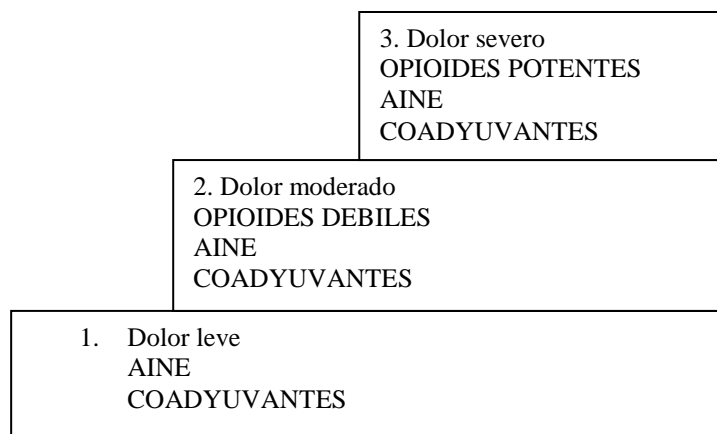 3. Dolor severo
OPIOIDES POTENTES
AINE
COADYUVANTES
2. Dolor moderado
OPIOIDES DEBILES
AINE
COADYUVANTES
1. Dolor leve
AINE
COADYUVANTES